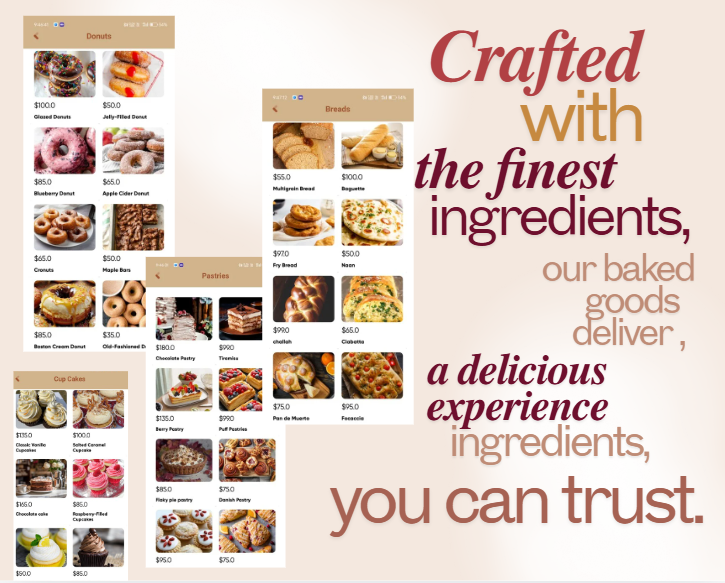 Donuts
$100.0 $50.0
Glazed Donuts Jelly-Filled Donut
$85.0 $65.0
Blueberry Donut Apple Cider Donut
$65.0 $50.0
Cronuts Maple Bars
$85.0 $35.0
Boston Cream Donut Old-Fashioned D
Breads
$55.0 $100.0
Multigrain Bread Baguette
$97.0 $50.0
Fry Bread Naan
$99.0 $65.0
challah Ciabatta
$75.0 $95.0
Pan de Muerto Focaccia
Pastries
$180.0 $99.0
Chocolate Pastry Tiramisu
$135.0 $99.0
Berry Pastry Puff Pastries
$85.0 $75.0
Flaky pie pastry Danish Pastry
$95.0 $75.0
Cup Cakes
$135.0 $100.0
Classic Vanilla Salted Caramel
Cupcakes Cupcake
$165.0 $85.0
Chocolate cake Raspberry-Filled
Cupcakes
$50.0 $85.0
Crafted
with
the finest
ingredients,
our baked
goods
deliver ,
a delicious
experience
ingredients,
you can trust.